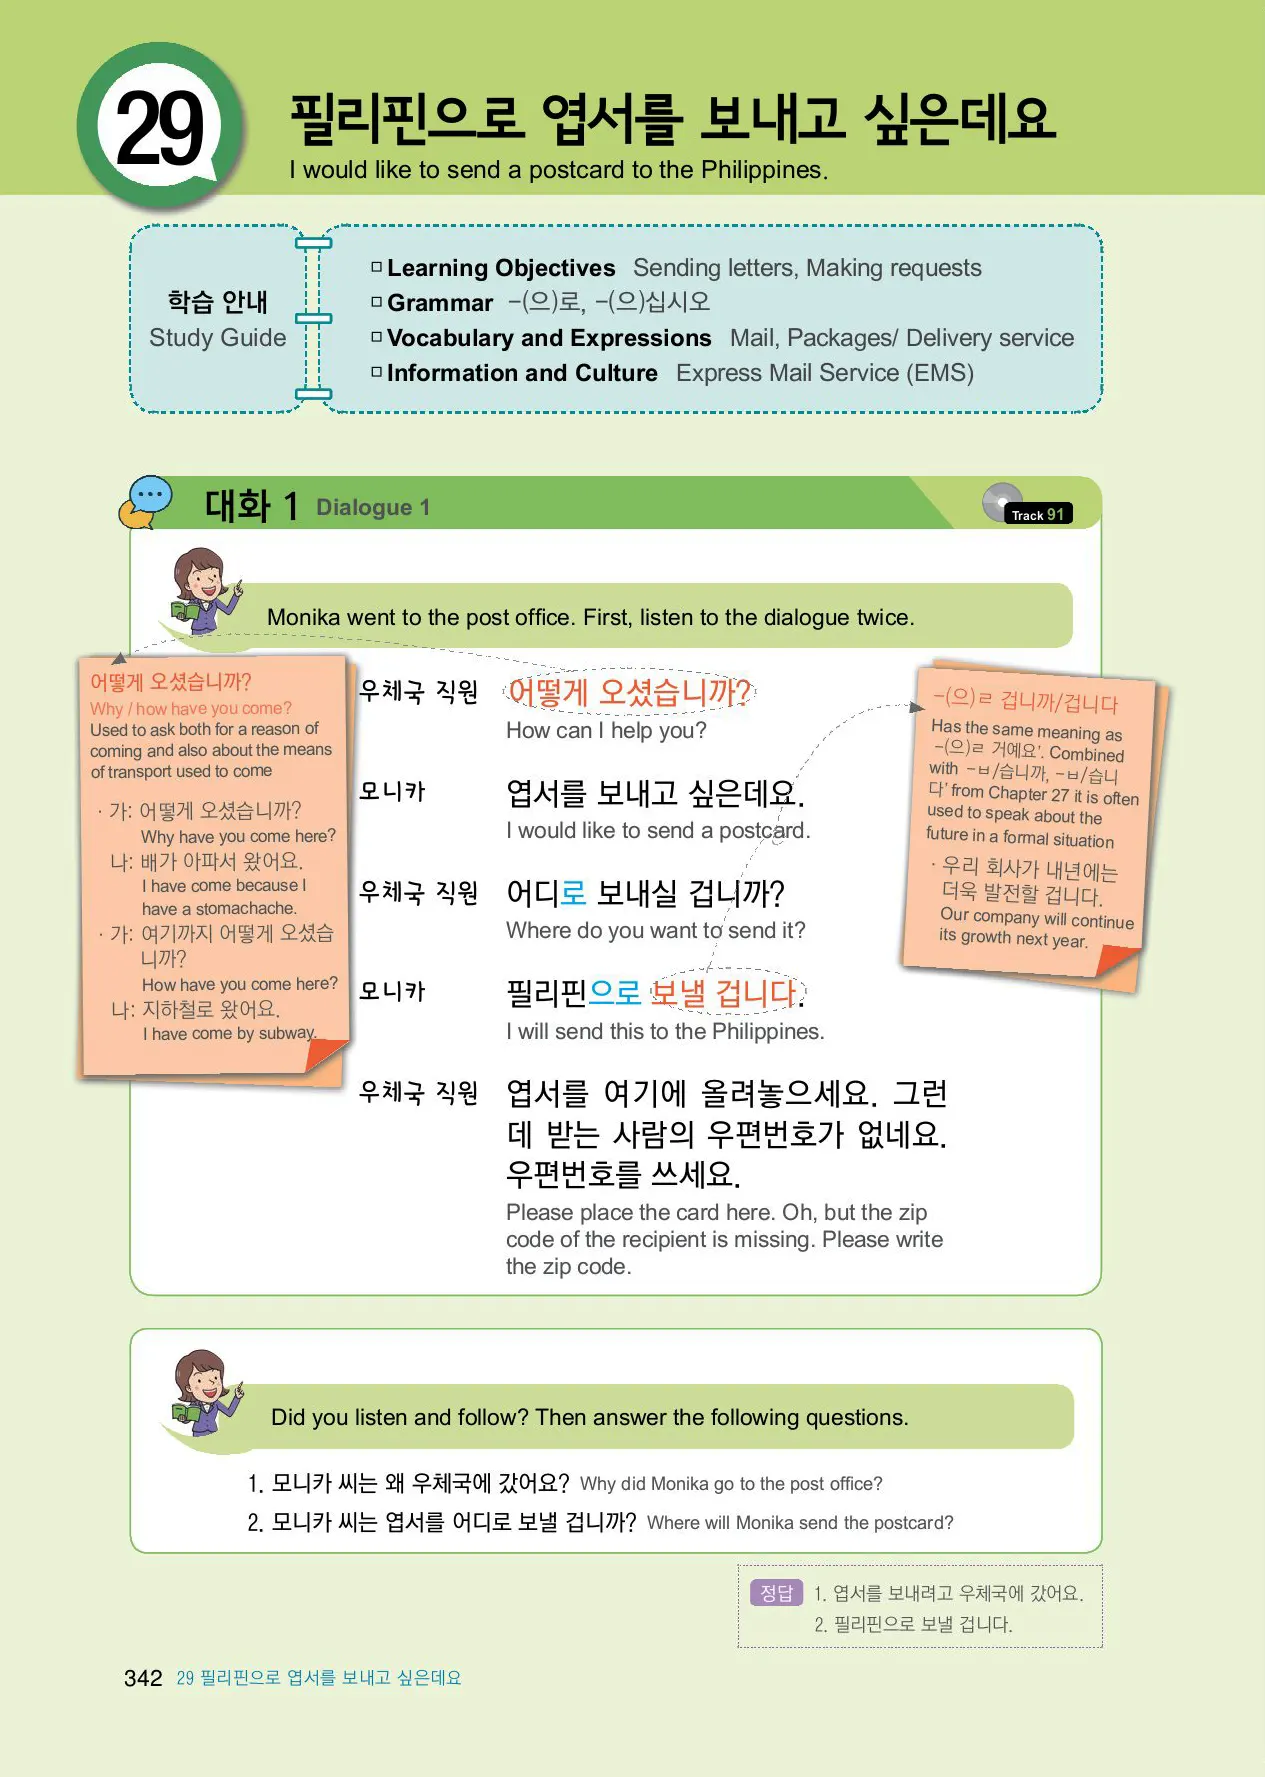 29
필리핀으로 엽서를 보내고 싶은데요
I would like to send a postcard to the Philippines.
학습 안내
Study Guide
Learning Objectives Sending letters, Making requests
Grammar -(으)로, -(으)십시오
Vocabulary and Expressions Mail, Packages/ Delivery service
Information and Culture Express Mail Service (EMS)
대화 1 Dialogue 1
Track 91
Monika went to the post office. First, listen to the dialogue twice.
어떻게 오셨습니까?
Why / how have you come?
Used to ask both for a reason of
coming and also about the means
of transport used to come
· 가: 어떻게 오셨습니까?
Why have you come here?
나: 배가 아파서 왔어요.
I have come because I
have a stomachache.
· 가: 여기까지 어떻게 오셨습
니까?
How have you come here?
나: 지하철로 왔어요.
I have come by subway.
우체국 직원 어떻게 오셨습니까?
How can I help you?
모니카 엽서를 보내고 싶은데요.
I would like to send a postcard.
우체국 직원 어디로 보내실 겁니까?
Where do you want to send it?
모니카 필리핀으로 보낼 겁니다.
I will send this to the Philippines.
우체국 직원 엽서를 여기에 올려놓으세요. 그런
데 받는 사람의 우편번호가 없네요.
우편번호를 쓰세요.
Please place the card here. Oh, but the zip
code of the recipient is missing. Please write
the zip code.
-(으)ㄹ 겁니까/겁니다
Has the same meaning as
-(으)ㄹ 거예요'. Combined
with -ㅂ/습니까, -ㅂ/습니
다' from Chapter 27 it is often
used to speak about the
future in a formal situation
· 우리 회사가 내년에는
더욱 발전할 겁니다.
Our company will continue
its growth next year.
Did you listen and follow? Then answer the following questions.
1. 모니카 씨는 왜 우체국에 갔어요? Why did Monika go to the post office?
2. 모니카 씨는 엽서를 어디로 보낼 겁니까? Where will Monika send the postcard?
정답 1. 엽서를 보내려고 우체국에 갔어요.
2. 필리핀으로 보낼 겁니다.
342 29 필리핀으로 엽서를 보내고 싶은데요